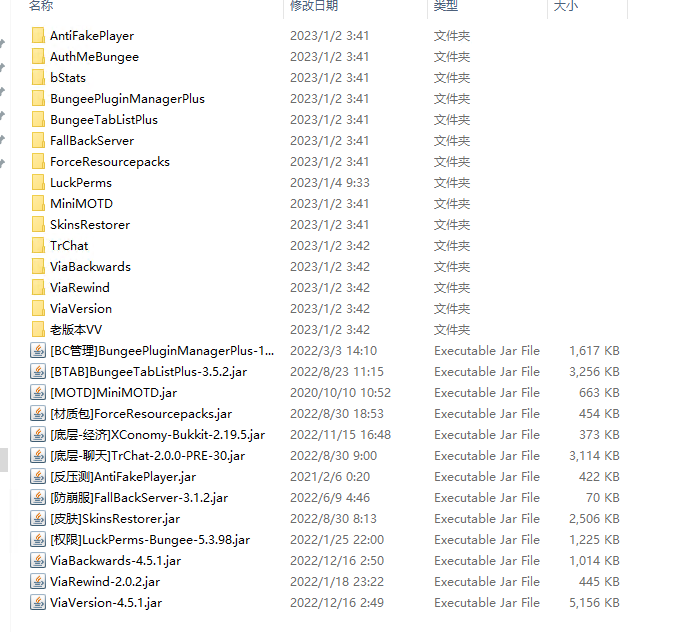 名称 修改日期 类型 大小
AntiFakePlayer 2023/1/2 3:41 文件夹
AuthMeBungee 2023/1/2 3:41 文件夹
bStats 2023/1/2 3:41 文件夹
BungeePluginManagerPlus 2023/1/2 3:41 文件夹
BungeeTabListPlus 2023/1/2 3:41 文件夹
FallBackServer 2023/1/2 3:41 文件夹
ForceResourcepacks 2023/1/2 3:41 文件夹
LuckPerms 2023/1/4 9:33 文件夹
MiniMOTD 2023/1/2 3:41 文件夹
SkinsRestorer 2023/1/2 3:41 文件夹
TrChat 2023/1/2 3:42 文件夹
ViaBackwards 2023/1/2 3:42 文件夹
ViaRewind 2023/1/2 3:42 文件夹
ViaVersion 2023/1/2 3:42 文件夹
老版本VV 2023/1/2 3:42 文件夹
[BC管理]BungeePluginManagerPlus-1... 2022/3/3 14:10 Executable Jar File 1,617 KB
[BTAB]BungeeTabListPlus-3.5.2.jar 2022/8/23 11:15 Executable Jar File 3,256 KB
[MOTD]MiniMOTD.jar 2020/10/10 10:52 Executable Jar File 663 KB
[材质包]ForceResourcepacks.jar 2022/8/30 18:53 Executable Jar File 454 KB
[底层-经济]XConomy-Bukkit-2.19.5.jar 2022/11/15 16:48 Executable Jar File 373 KB
[底层-聊天]TrChat-2.0.0-PRE-30.jar 2022/8/30 9:00 Executable Jar File 3,114 KB
[反压测]AntiFakePlayer.jar 2021/2/6 0:20 Executable Jar File 422 KB
[防崩服]FallBackServer-3.1.2.jar 2022/6/9 4:46 Executable Jar File 70 KB
[皮肤]SkinsRestorer.jar 2022/8/30 8:13 Executable Jar File 2,506 KB
[权限]LuckPerms-Bungee-5.3.98.jar 2022/1/25 22:00 Executable Jar File 1,225 KB
ViaBackwards-4.5.1.jar 2022/12/16 2:50 Executable Jar File 1,014 KB
ViaRewind-2.0.2.jar 2022/1/18 23:22 Executable Jar File 445 KB
ViaVersion-4.5.1.jar 2022/12/16 2:49 Executable Jar File 5,156 KB